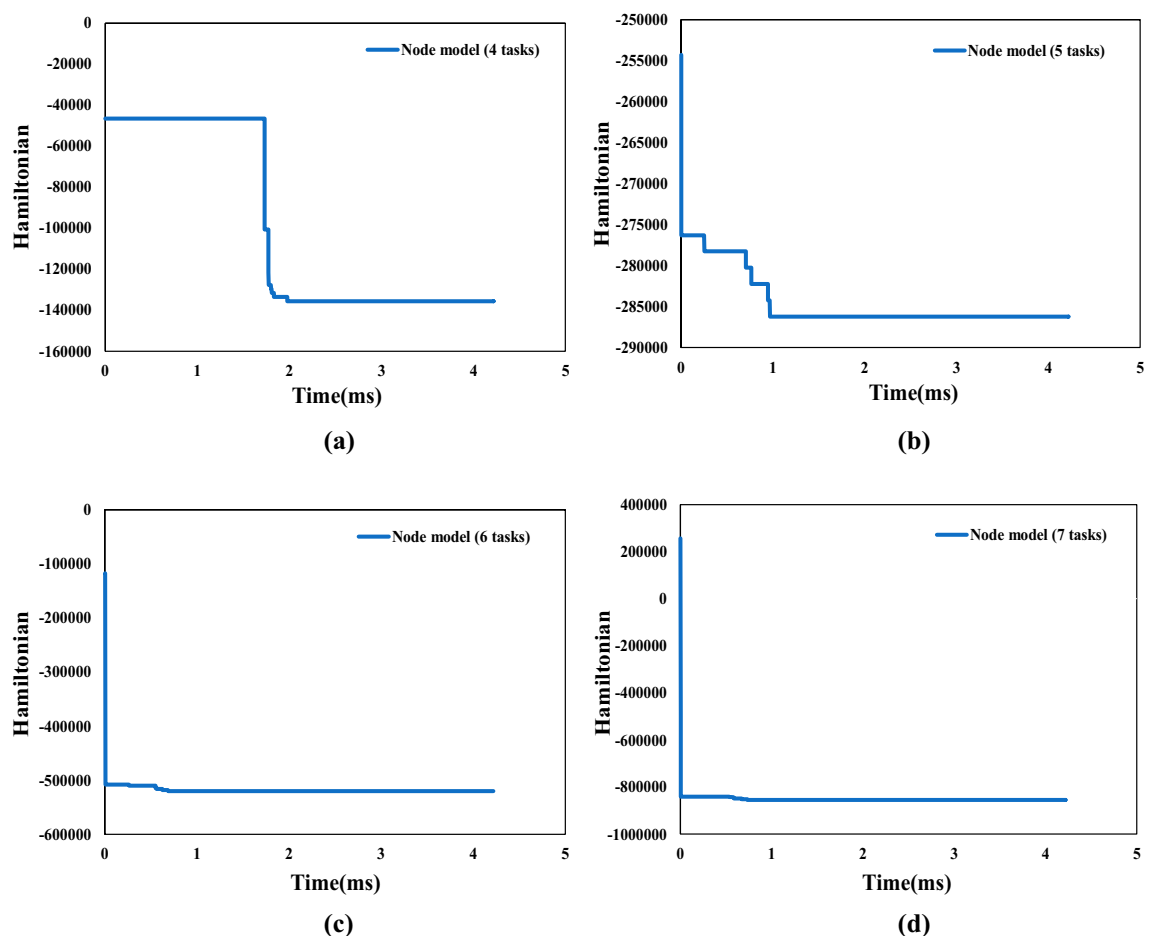 0
-20000
-40000
-60000
-80000
-100000
-120000
-140000
-160000
Hamiltonian
Node model (4 tasks)
0 1 2 3 4 5
Time(ms)
(a)
-250000
-255000
-260000
-265000
-270000
-275000
-280000
-285000
-290000
Hamiltonian
Node model (5 tasks)
0 1 2 3 4 5
Time(ms)
(b)
0
-100000
-200000
-300000
-400000
-500000
-600000
Hamiltonian
Node model (6 tasks)
0 1 2 3 4 5
Time(ms)
(c)
400000
200000
0
-200000
-400000
-600000
-800000
-1000000
Hamiltonian
Node model (7 tasks)
0 1 2 3 4 5
Time(ms)
(d)